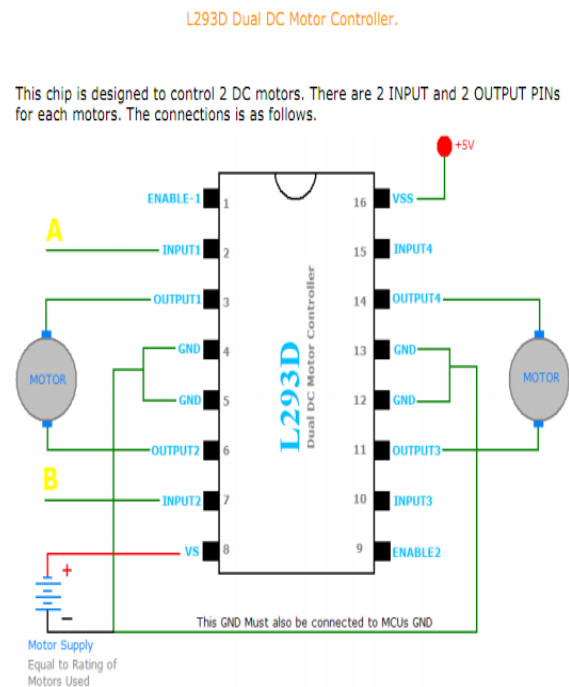 L293D Dual DC Motor Controller.
This chip is designed to control 2 DC motors. There are 2 INPUT and 2 OUTPUT PINs
for each motors. The connections is as follows.
+5V
ENABLE-1 1 16 VSS
A
INPUT1 2 15 INPUT4
OUTPUT1 3 14 OUTPUT4
GND 4 13 GND
MOTOR
L293D
Dual DC Motor Controller
MOTOR
GND 5 12 GND
OUTPUT2 6 11 OUTPUT3
B
INPUT2 7 10 INPUT3
VS 8 9 ENABLE2
+
−
This GND Must also be connected to MCUs GND
Motor Supply
Equal to Rating of
Motors Used